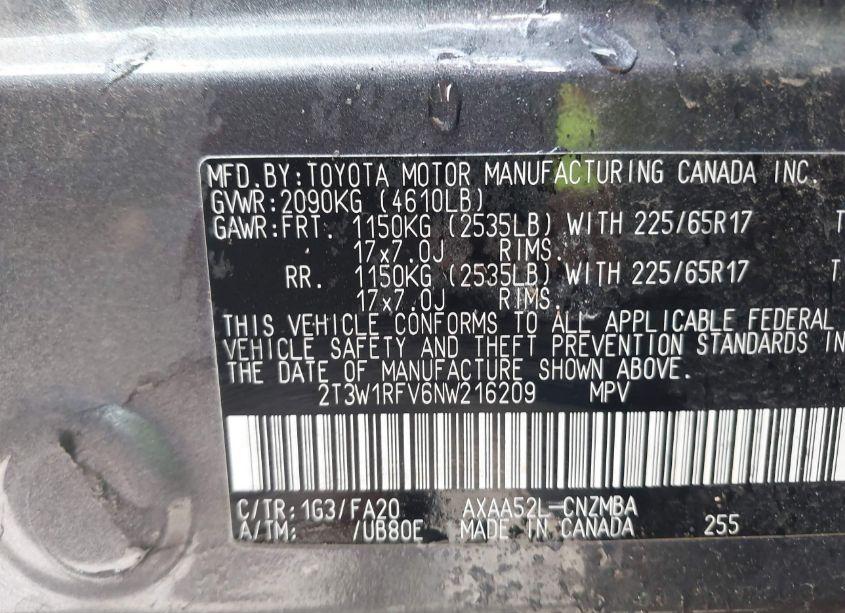 MFD.BY:TOYOTA MOTOR MANUFACTURING CANADA INC.
GVWR:2090KG (4610LB)
GAWR:FRT. 1150KG (2535LB) WITH 225/65R17 T
17x7.0J RIMS.
RR. 1150KG (2535LB) WITH 225/65R17 T
17x7.0J RIMS.
THIS VEHICLE CONFORMS TO ALL APPLICABLE FEDERAL
VEHICLE SAFETY AND THEFT PREVENTION STANDARDS IN
THE DATE OF MANUFACTURE SHOWN ABOVE.
2T3W1RFV6NW216209 MPV
C/TR:1G3/FA20 AXAA52L-CNZMBA
A/TM: /UB80E MADE IN CANADA 255